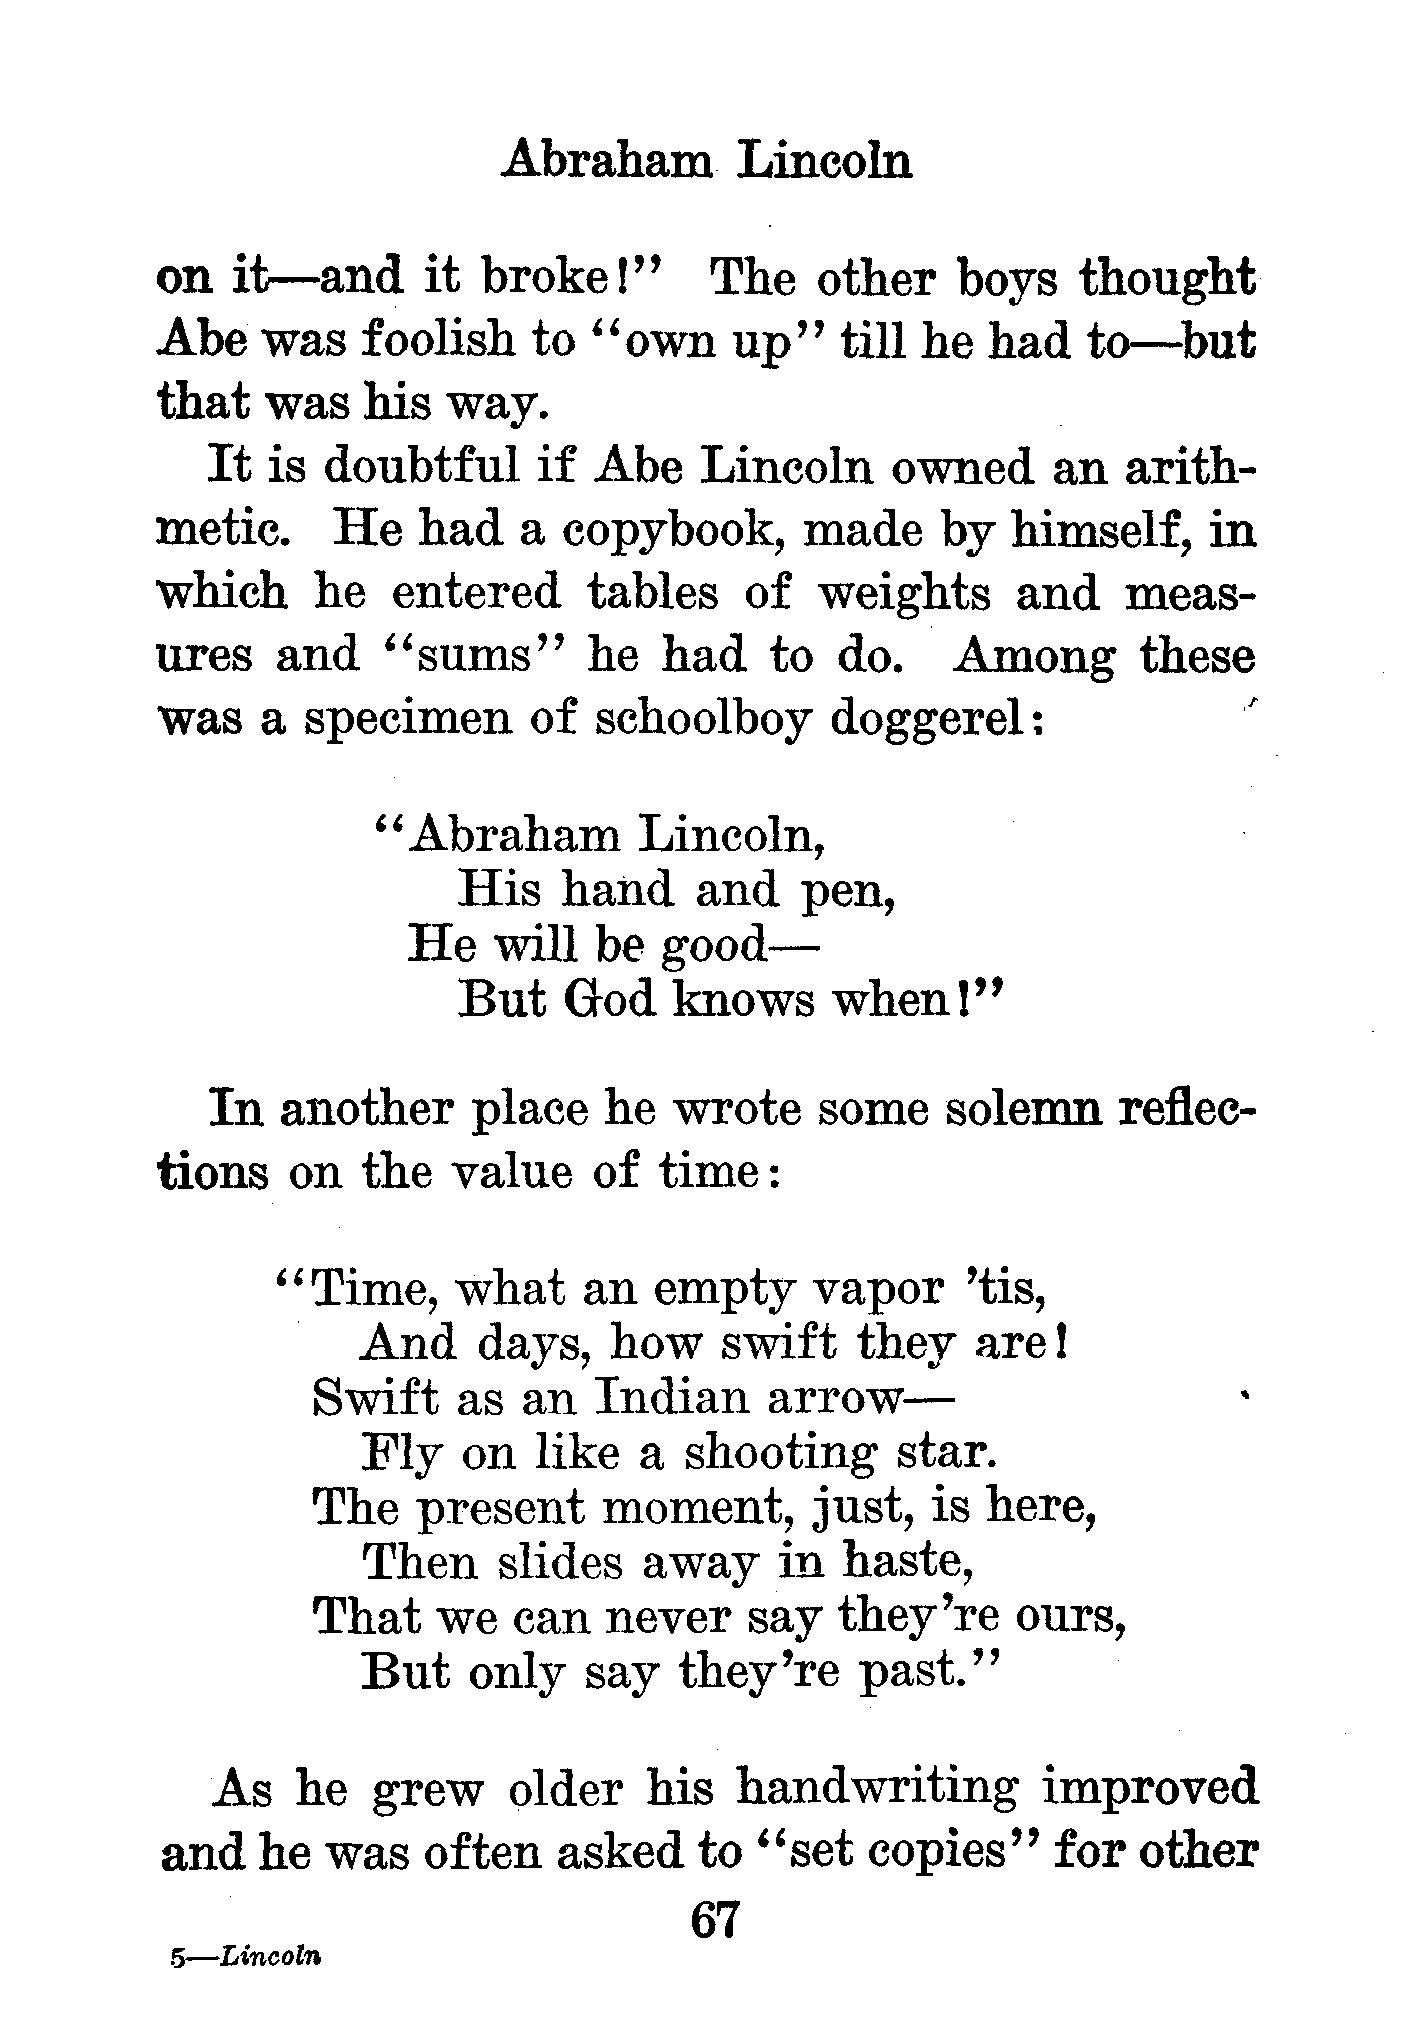 Abraham Lincoln
on it—and it broke!" The other boys thought
Abe was foolish to "own up" till he had to—but
that was his way.
It is doubtful if Abe Lincoln owned an arith-
metic. He had a copybook, made by himself, in
which he entered tables of weights and meas-
ures and "sums" he had to do. Among these
was a specimen of schoolboy doggerel:
"Abraham Lincoln,
His hand and pen,
He will be good—
But God knows when!"
In another place he wrote some solemn reflec-
tions on the value of time:
"Time, what an empty vapor 'tis,
And days, how swift they are!
Swift as an Indian arrow—
Fly on like a shooting star.
The present moment, just, is here,
Then slides away in haste,
That we can never say they're ours,
But only say they're past."
As he grew older his handwriting improved
and he was often asked to "set copies" for other
67
5—Lincoln